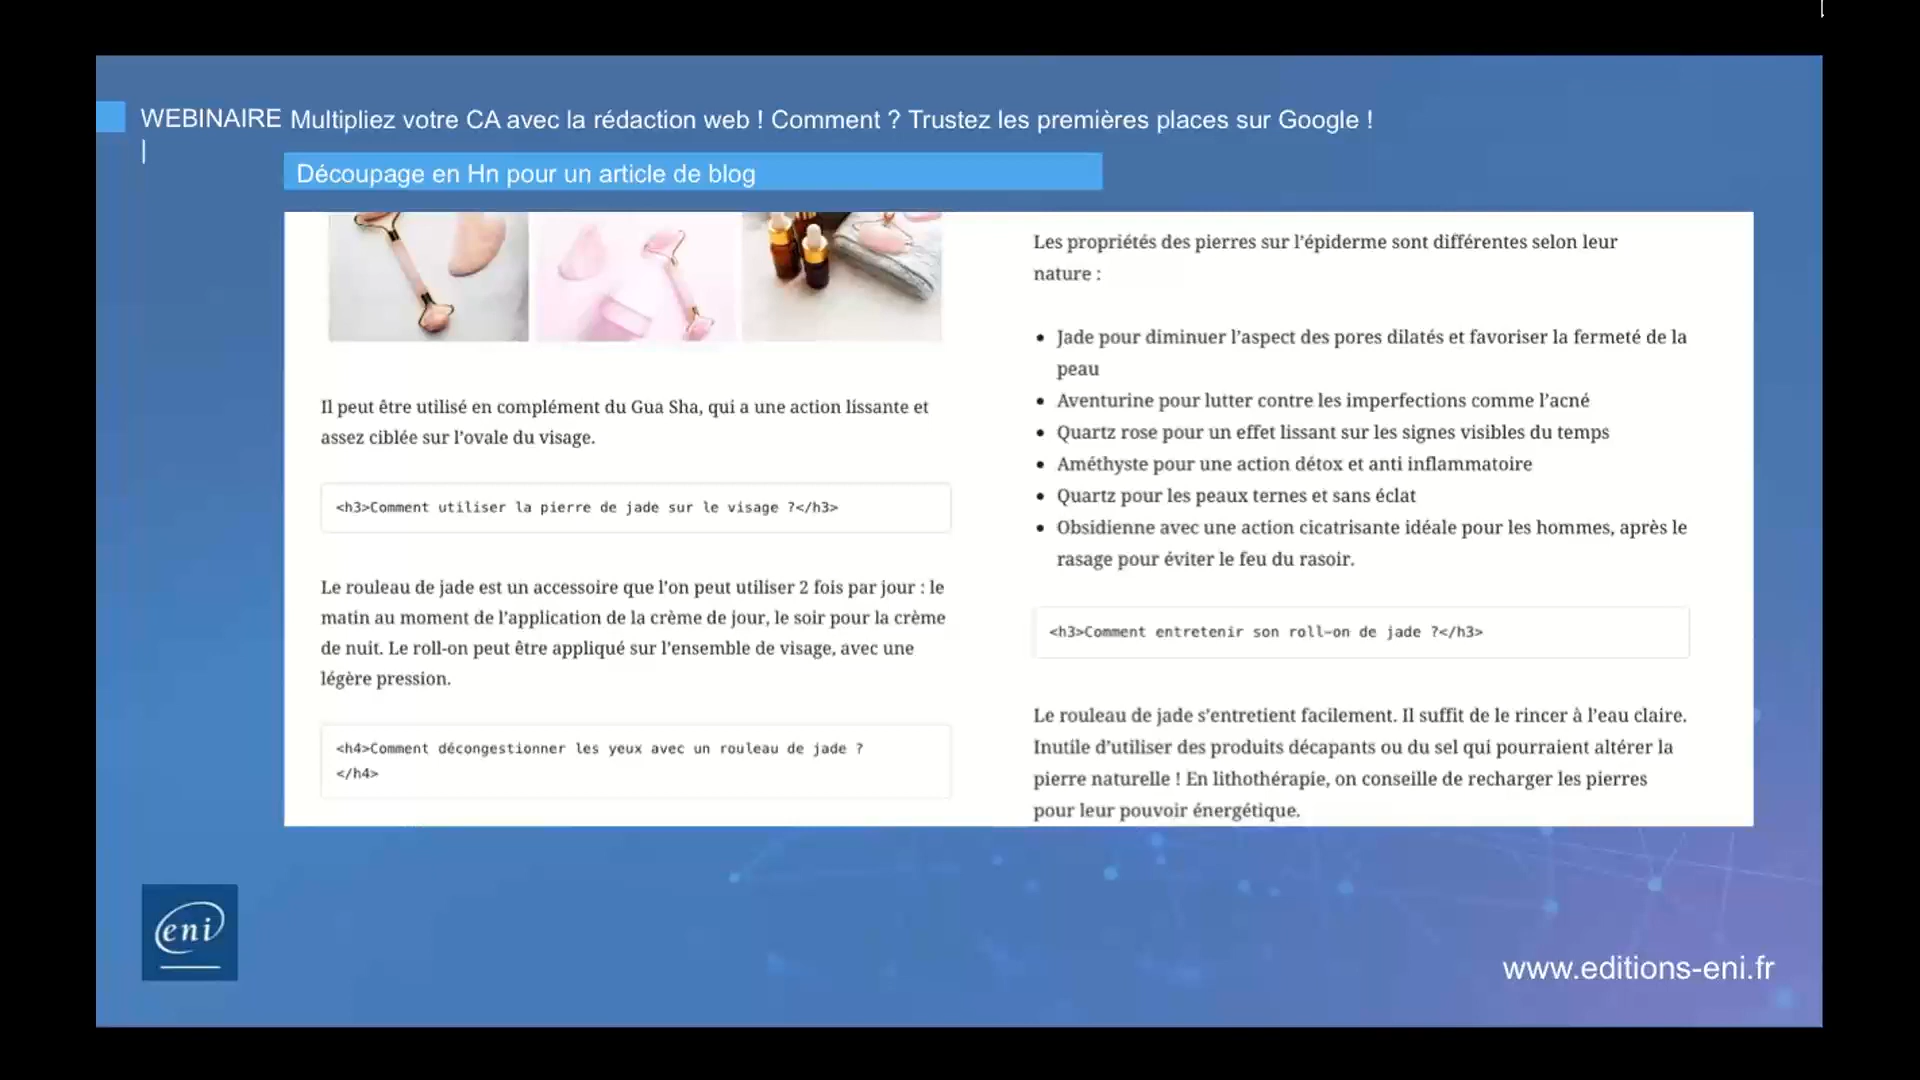 WEBINAIRE Multipliez votre CA avec la rédaction web ! Comment ? Trustez les premières places sur Google !
Découpage en Hn pour un article de blog
Il peut être utilisé en complément du Gua Sha, qui a une action lissante et
assez ciblée sur l’ovale du visage.
<h3>Comment utiliser la pierre de jade sur le visage ?</h3>
Le rouleau de jade est un accessoire que l’on peut utiliser 2 fois par jour : le
matin au moment de l’application de la crème de jour, le soir pour la crème
de nuit. Le roll-on peut être appliqué sur l’ensemble de visage, avec une
légère pression.
<h4>Comment décongestionner les yeux avec un rouleau de jade ?
</h4>
Les propriétés des pierres sur l’épiderme sont différentes selon leur
nature :
• Jade pour diminuer l’aspect des pores dilatés et favoriser la fermeté de la
peau
• Aventurine pour lutter contre les imperfections comme l’acné
• Quartz rose pour un effet lissant sur les signes visibles du temps
• Améthyste pour une action détox et anti inflammatoire
• Quartz pour les peaux ternes et sans éclat
• Obsidienne avec une action cicatrisante idéale pour les hommes, après le
rasage pour éviter le feu du rasoir.
<h3>Comment entretenir son roll-on de jade ?</h3>
Le rouleau de jade s’entretient facilement. Il suffit de le rincer à l’eau claire.
Inutile d’utiliser des produits décapants ou du sel qui pourraient altérer la
pierre naturelle ! En lithothérapie, on conseille de recharger les pierres
pour leur pouvoir énergétique.
eni
www.editions-eni.fr